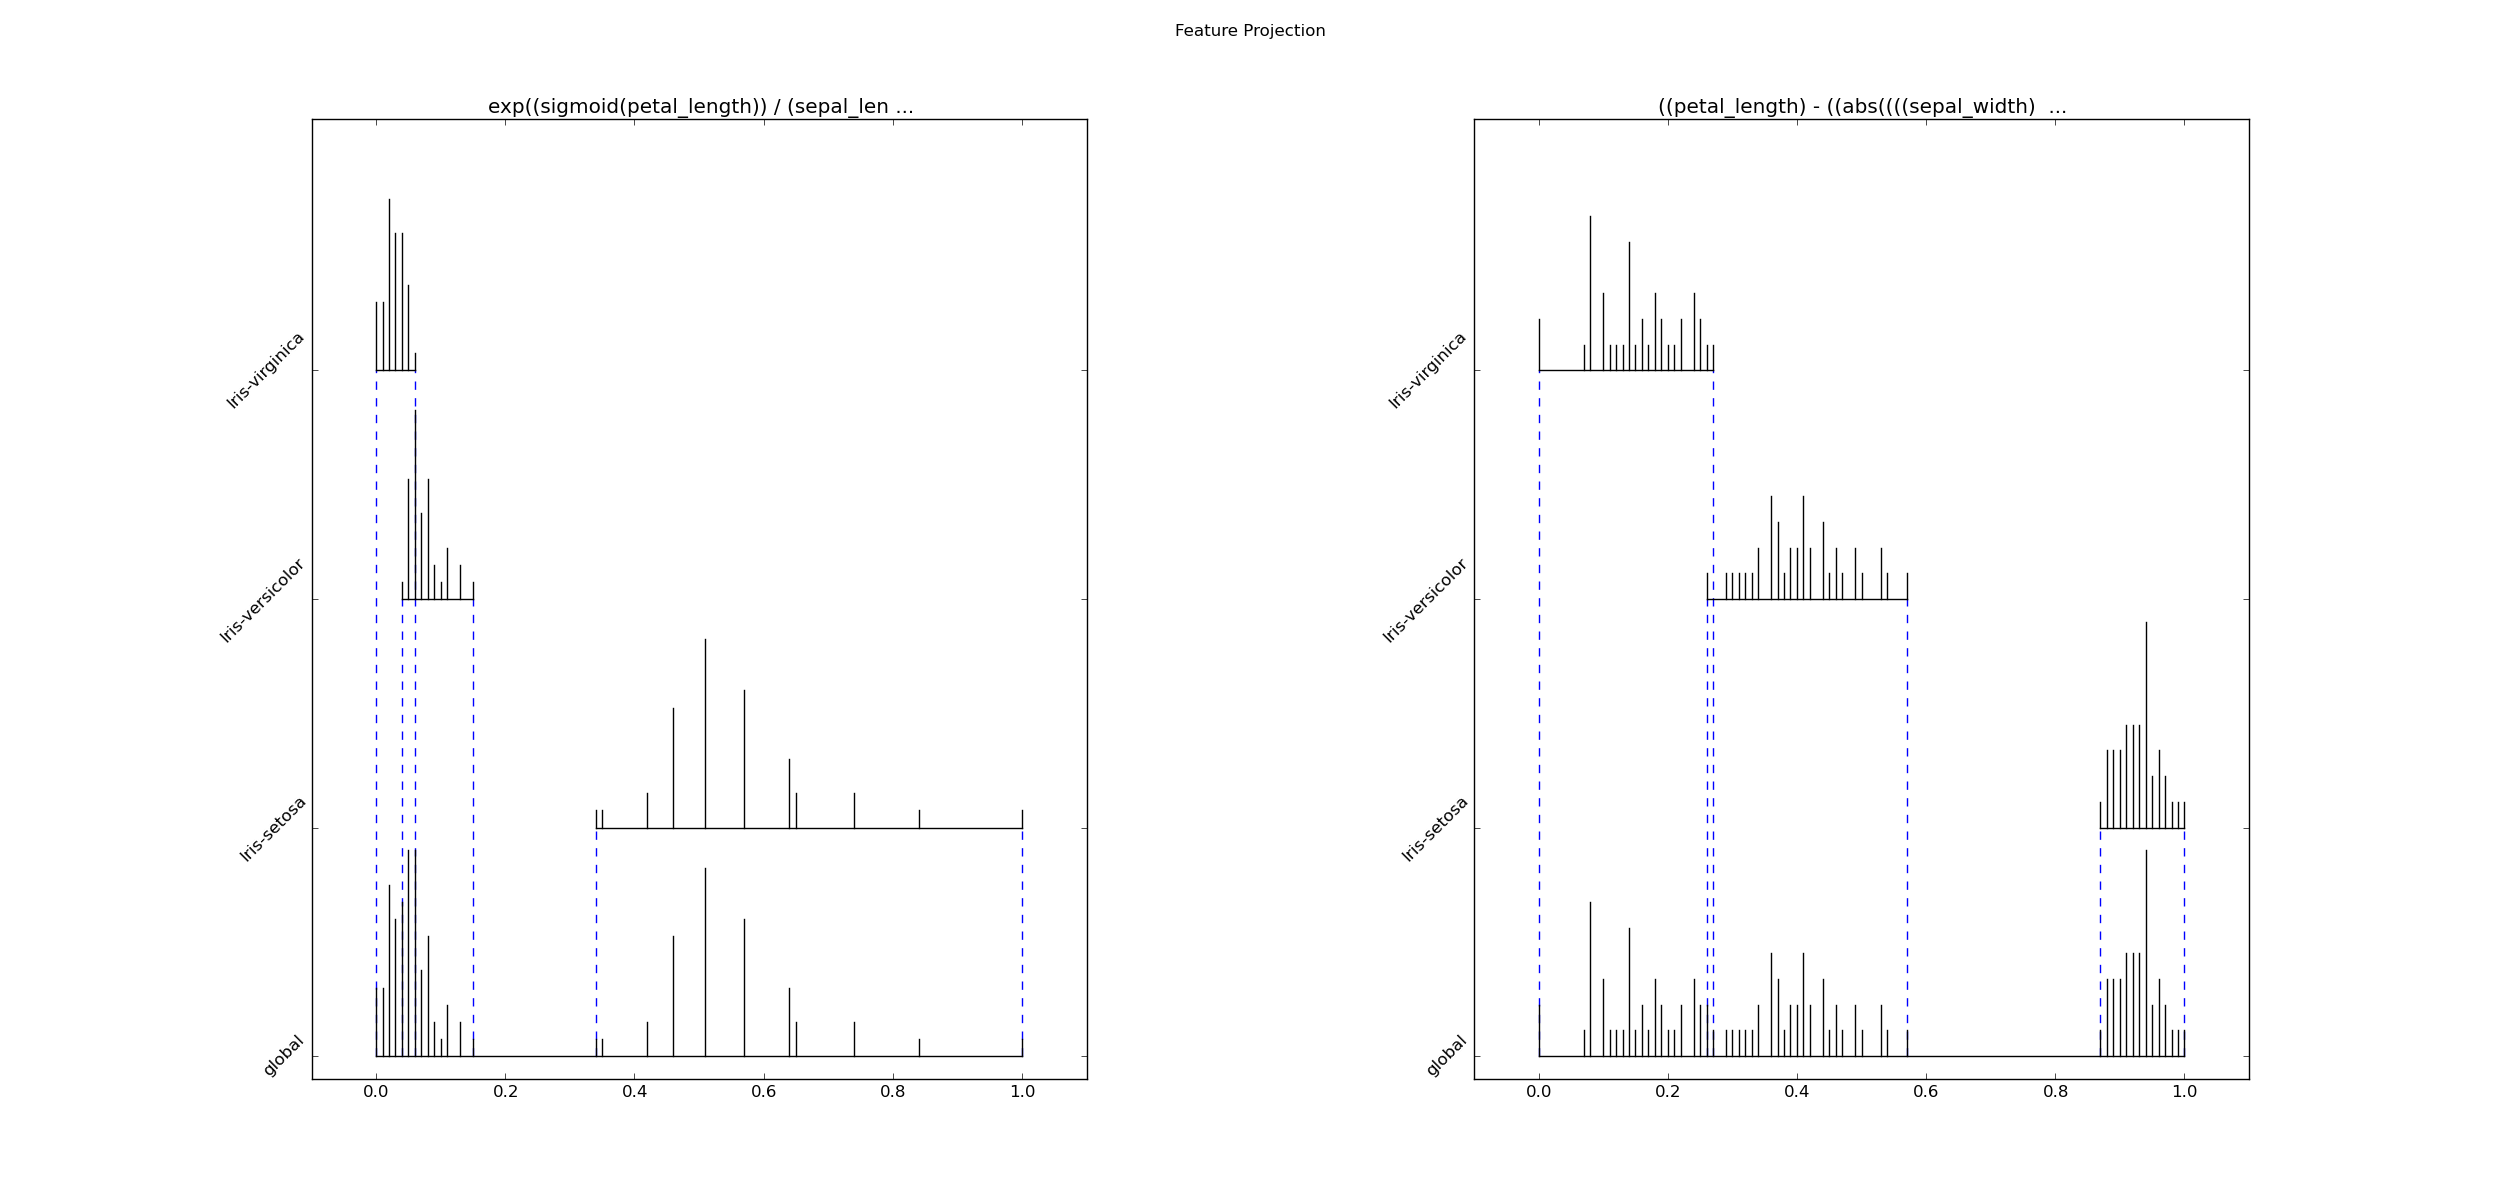 Feature Projection
exp((sigmoid(petal_length)) / (sepal_len ...
Iris-virginica
Iris-versicolor
Iris-setosa
global
0.0 0.2 0.4 0.6 0.8 1.0
((petal_length) - ((abs((((sepal_width)  ...
Iris-virginica
Iris-versicolor
Iris-setosa
global
0.0 0.2 0.4 0.6 0.8 1.0